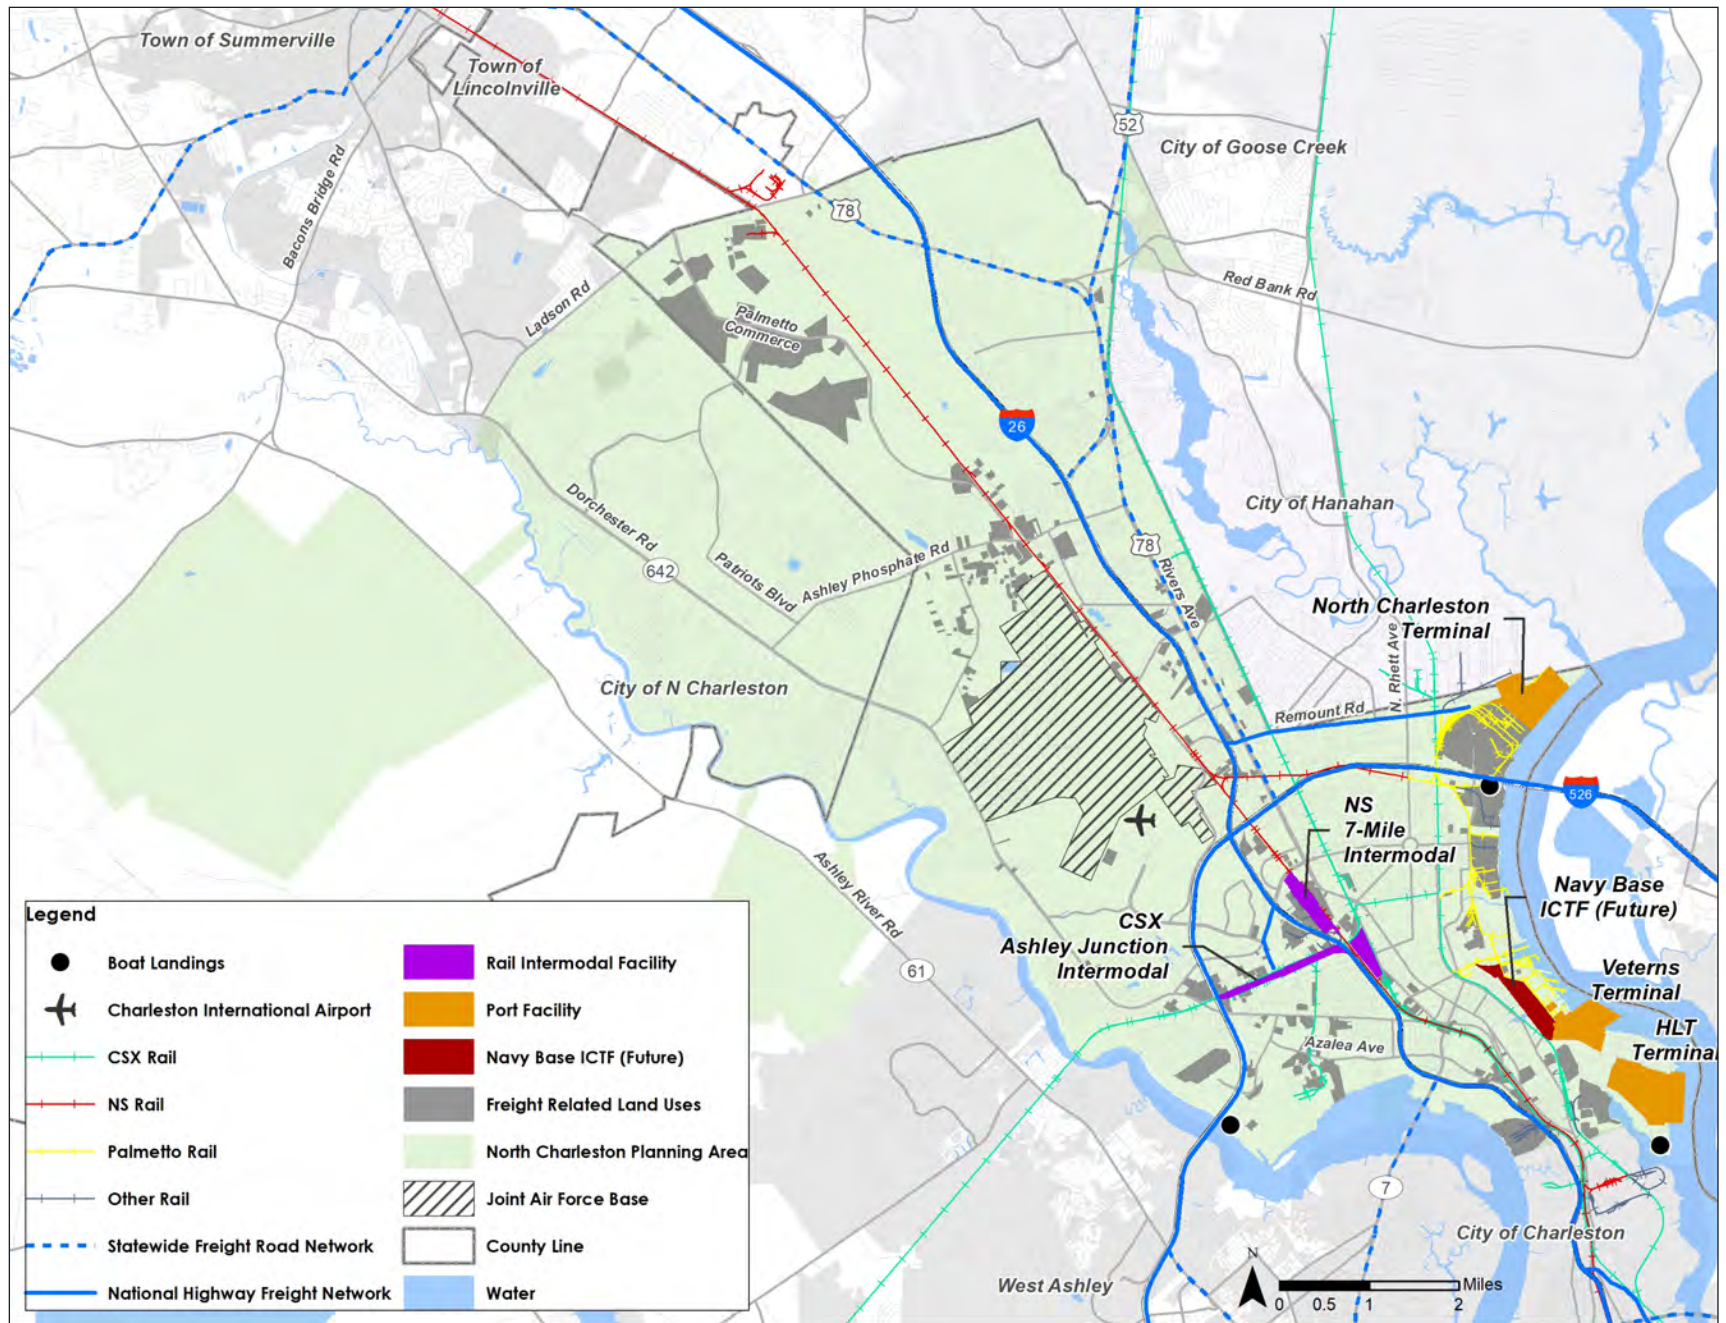 Town of Summerville
Town of
Lincolnville
52
City of Goose Creek
Bacons Bridge Rd
78
Red Bank Rd
Ladson Rd
Palmetto
Commerce
26
City of Hanahan
Dorchester Rd
642
Patriots Blvd
Ashley Phosphate Rd
78
Rivers Ave
North Charleston
Terminal
N. Rhett Ave
City of N Charleston
Remount Rd
526
NS
7-Mile
Intermodal
Ashley River Rd
61
Navy Base
ICTF (Future)
CSX
Ashley Junction
Intermodal
Veterns
Terminal
HLT
Terminal
Azalea Ave
7
City of Charleston
West Ashley
N
Miles
0 0.5 1 2
Legend
Boat Landings
Charleston International Airport
CSX Rail
NS Rail
Palmetto Rail
Other Rail
Statewide Freight Road Network
National Highway Freight Network
Rail Intermodal Facility
Port Facility
Navy Base ICTF (Future)
Freight Related Land Uses
North Charleston Planning Area
Joint Air Force Base
County Line
Water